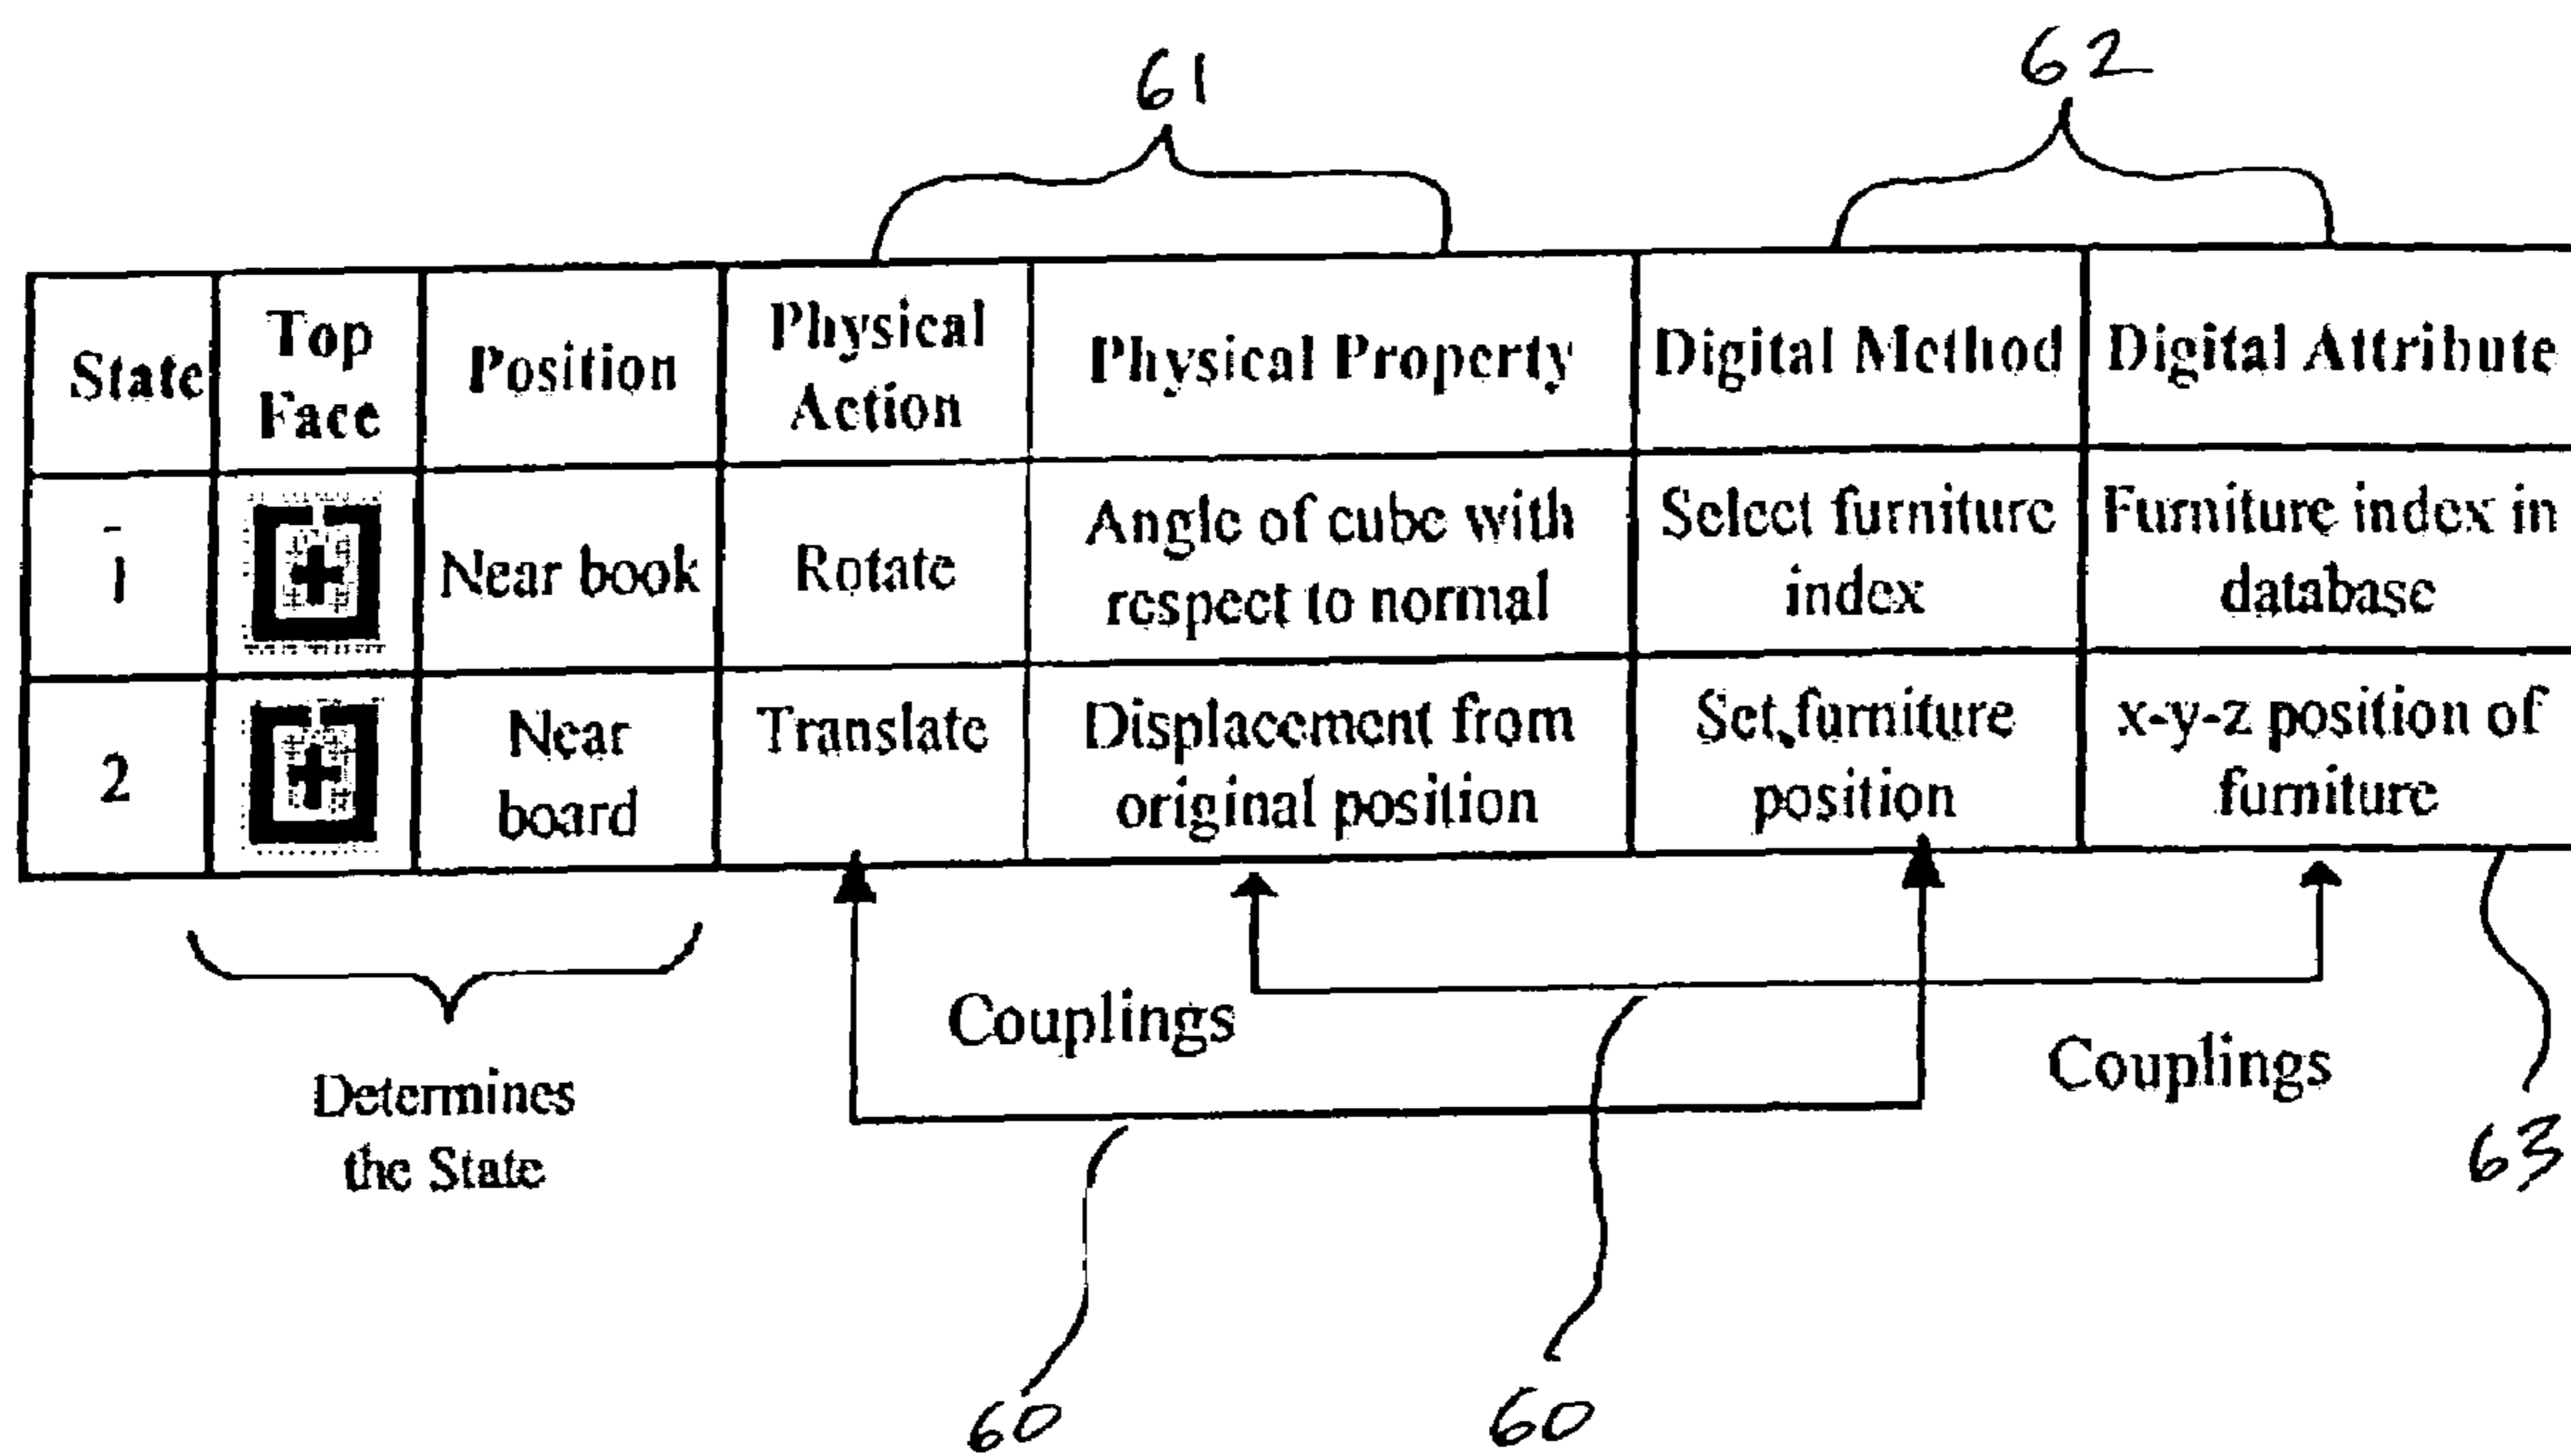 61
62
State
Top
Face
Position
Physical
Action
Physical Property
Digital Method
Digital Attribute
1
Near book
Rotate
Angle of cube with
respect to normal
Select furniture
index
Furniture index in
database
2
Near
board
Translate
Displacement from
original position
Set furniture
position
x-y-z position of
furniture
Determines
the State
Couplings
Couplings
63
60
60